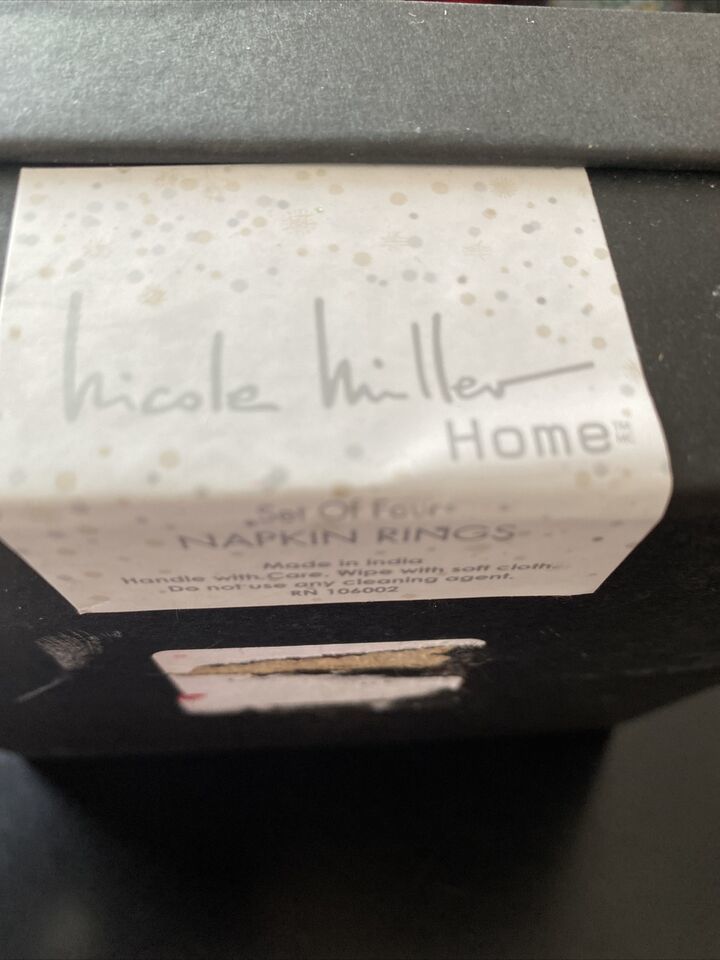 nicole miller
Home™
MC
Set Of Four
NAPKIN RINGS
Made in India
Handle with Care. Wipe with soft cloth.
Do not use any cleaning agent.
RN 106002